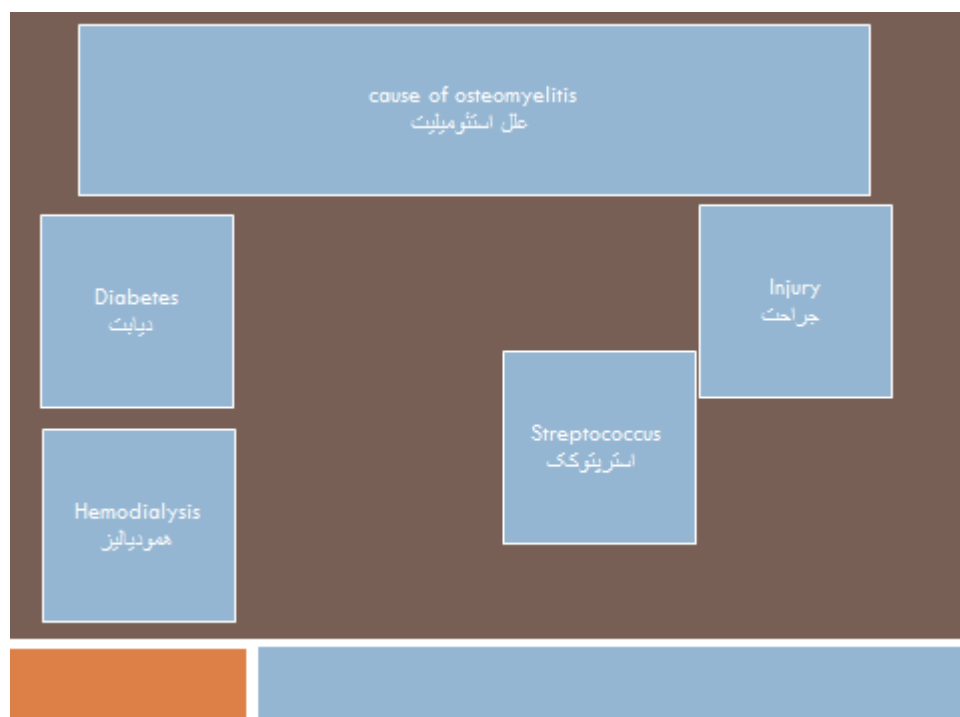 cause of osteomyelitis
علل استئومیلیت
Diabetes
دیابت
Injury
جراحت
Streptococcus
استرپتوکک
Hemodialysis
همودیالیز